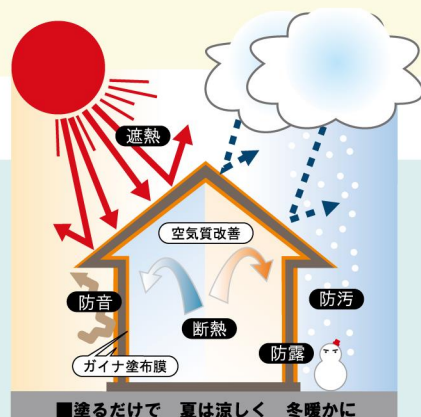 遮熱
空気質改善
防音
防汚
断熱
防露
ガイナ塗布膜
■塗るだけで 夏は涼しく 冬暖かに